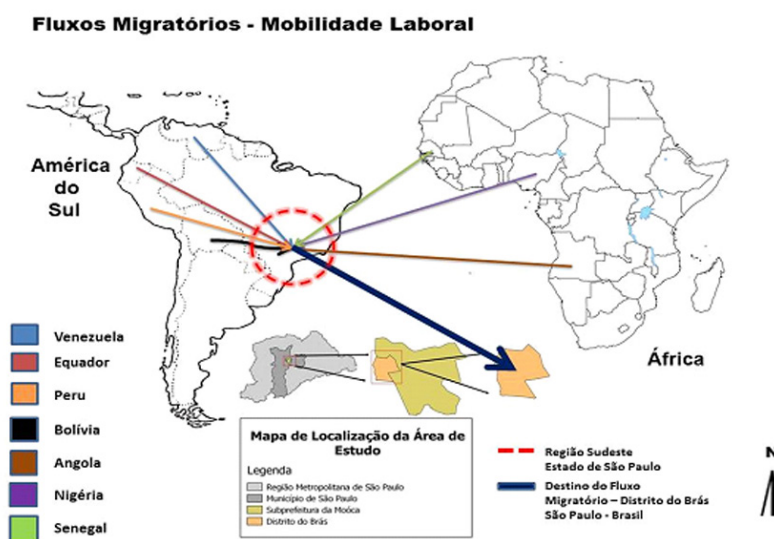 Fluxos Migratórios - Mobilidade Laboral
América
do
Sul
África
Venezuela
Equador
Peru
Bolívia
Angola
Nigéria
Senegal
Mapa de Localização da Área de
Estudo
Legenda
Região Metropolitana de São Paulo
Município de São Paulo
Subprefeitura da Moóca
Distrito do Brás
Região Sudeste
Estado de São Paulo
Destino do Fluxo
Migratório – Distrito do Brás
São Paulo - Brasil
N